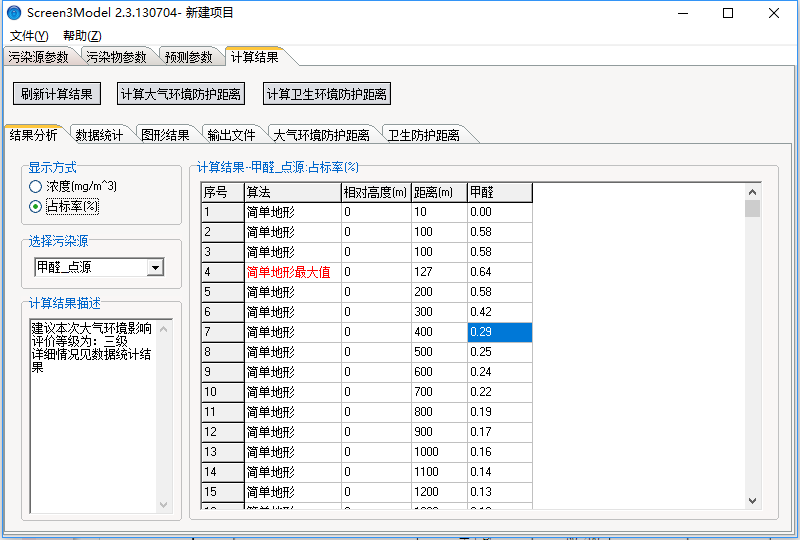 Screen3Model 2.3.130704- 新建项目
文件(Y) 帮助(Z)
污染源参数 污染物参数 预测参数 计算结果
刷新计算结果 计算大气环境防护距离 计算卫生环境防护距离
结果分析 数据统计 图形结果 输出文件 大气环境防护距离 卫生防护距离
显示方式
浓度(mg/m^3)
占标率(%)
选择污染源
甲醛_点源
计算结果描述
建议本次大气环境影响
评价等级为：三级
详细情况见数据统计结
果
计算结果--甲醛_点源:占标率(%)
序号 算法 相对高度(m) 距离(m) 甲醛
1 简单地形 0 10 0.00
2 简单地形 0 100 0.58
3 简单地形 0 100 0.58
4 简单地形最大值 0 127 0.64
5 简单地形 0 200 0.58
6 简单地形 0 300 0.42
7 简单地形 0 400 0.29
8 简单地形 0 500 0.25
9 简单地形 0 600 0.24
10 简单地形 0 700 0.22
11 简单地形 0 800 0.19
12 简单地形 0 900 0.17
13 简单地形 0 1000 0.16
14 简单地形 0 1100 0.14
15 简单地形 0 1200 0.13